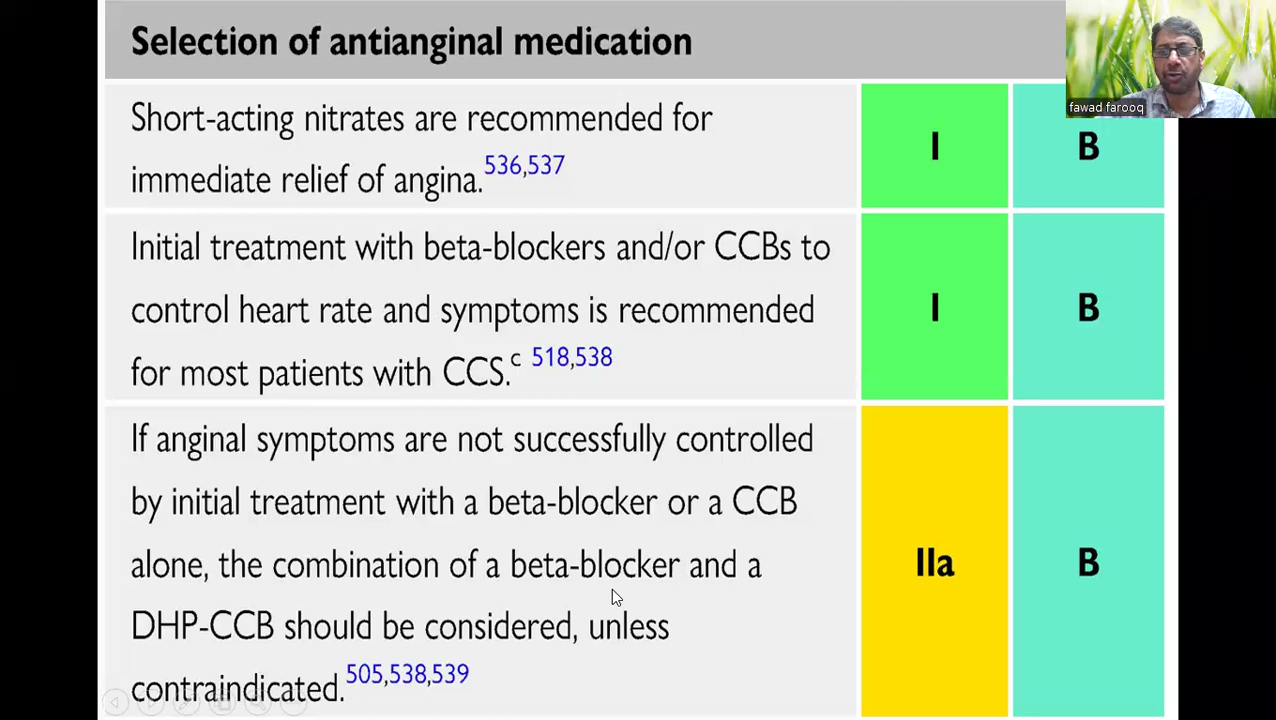 Selection of antianginal medication
fawad farooq
Short-acting nitrates are recommended for
immediate relief of angina.536,537
I
B
Initial treatment with beta-blockers and/or CCBs to
control heart rate and symptoms is recommended
for most patients with CCS.c 518,538
I
B
If anginal symptoms are not successfully controlled
by initial treatment with a beta-blocker or a CCB
alone, the combination of a beta-blocker and a
DHP-CCB should be considered, unless
contraindicated.505,538,539
IIa
B